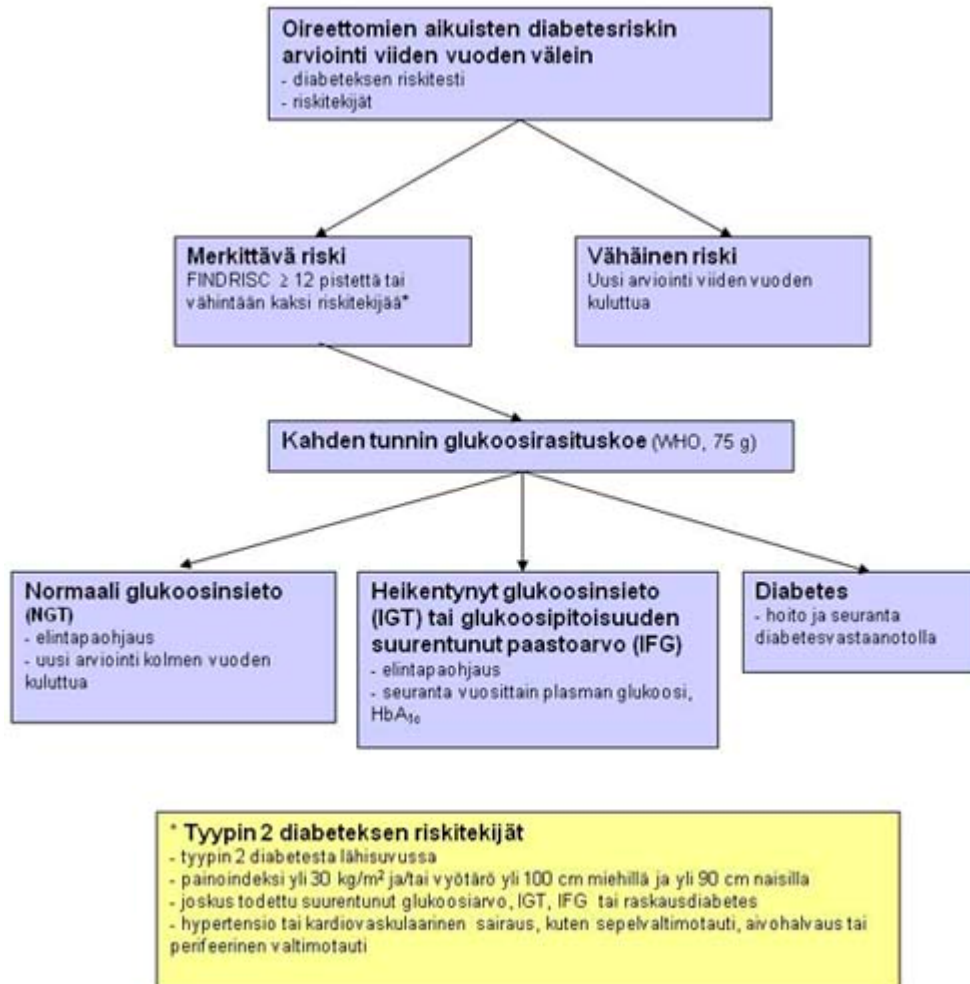 Oireettomien aikuisten diabetesriskin
arviointi viiden vuoden välein
- diabeteksen riskitesti
- riskitekijät
Merkittävä riski
FINDRISC ≥ 12 pistettä tai
vähintään kaksi riskitekijää*
Vähäinen riski
Uusi arviointi viiden vuoden
kuluttua
Kahden tunnin glukoosirasituskoe (WHO, 75 g)
Normaali glukoosinsieto
(NGT)
- elintapaohjaus
- uusi arviointi kolmen vuoden
kuluttua
Heikentynyt glukoosinsieto
(IGT) tai glukoosipitoisuuden
suurentunut paastoarvo (IFG)
- elintapaohjaus
- seuranta vuosittain plasman glukoosi,
HbA₁c
Diabetes
- hoito ja seuranta
diabetesvastaanotolla
* Tyypin 2 diabeteksen riskitekijät
- tyypin 2 diabetesta lähisuvussa
- painoindeksi yli 30 kg/m² ja/tai vyötärö yli 100 cm miehillä ja yli 90 cm naisilla
- joskus todettu suurentunut glukoosiarvo, IGT, IFG tai raskausdiabetes
- hypertensio tai kardiovaskulaarinen sairaus, kuten sepelvaltimotauti, aivohalvaus tai
perifeerinen valtimotauti